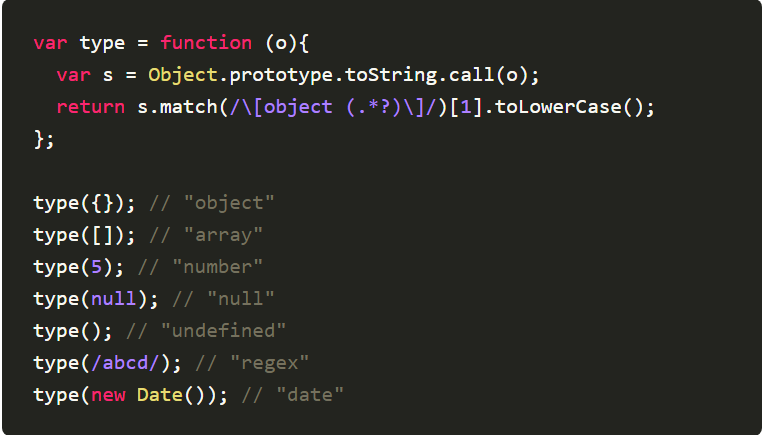 var type = function (o){
  var s = Object.prototype.toString.call(o);
  return s.match(/\[object (.*?)\]/)[1].toLowerCase();
};

type({}); // "object"
type([]); // "array"
type(5); // "number"
type(null); // "null"
type(); // "undefined"
type(/abcd/); // "regex"
type(new Date()); // "date"